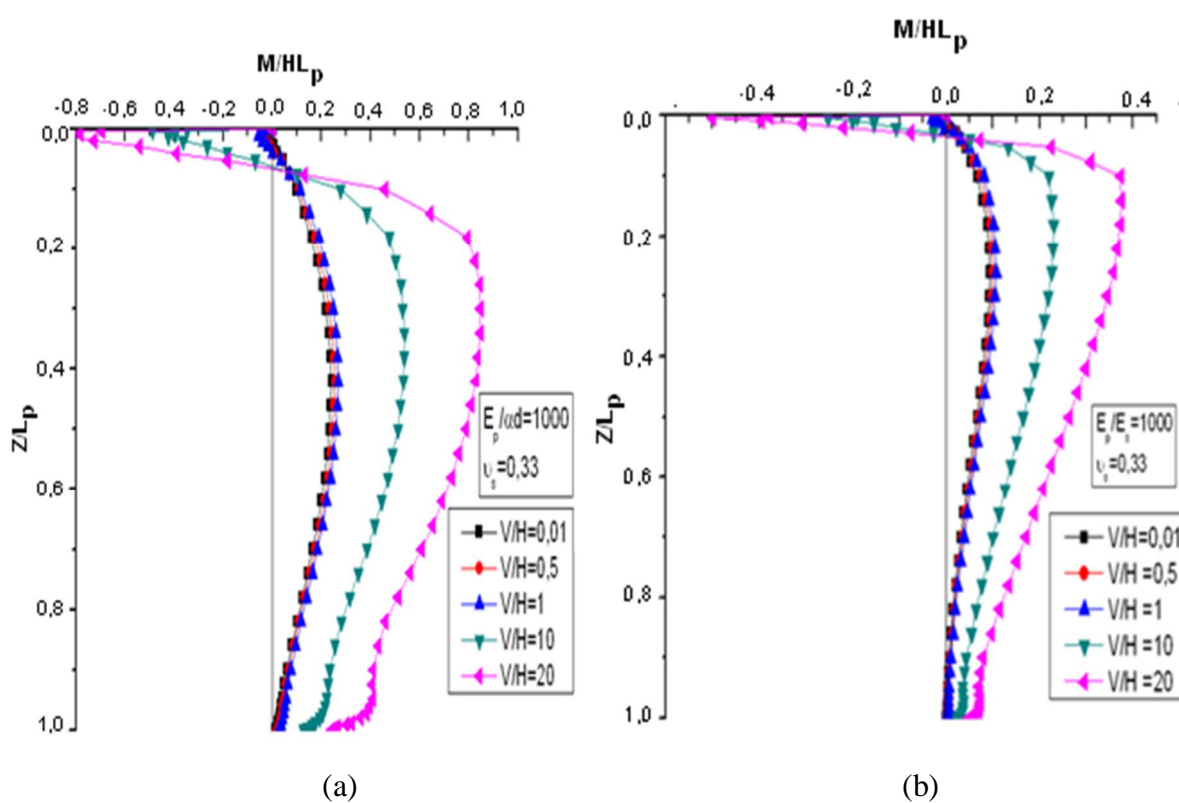 M/HLp
-0,8 -0,4 -0,2 0,0 0,2 0,4 0,6 0,8 1,0
0,0
0,2
0,4
0,6
0,8
1,0
Z/Lp
Ep/αd=1000
υs=0,33
V/H=0,01
V/H=0,5
V/H=1
V/H=10
V/H=20
(a)
M/HLp
-0,4 -0,2 0,0 0,2 0,4
0,0
0,2
0,4
0,6
0,8
1,0
Z/Lp
Ep/Es=1000
υs=0,33
V/H=0,01
V/H =0,5
V/H =1
V/H =10
V/H =20
(b)